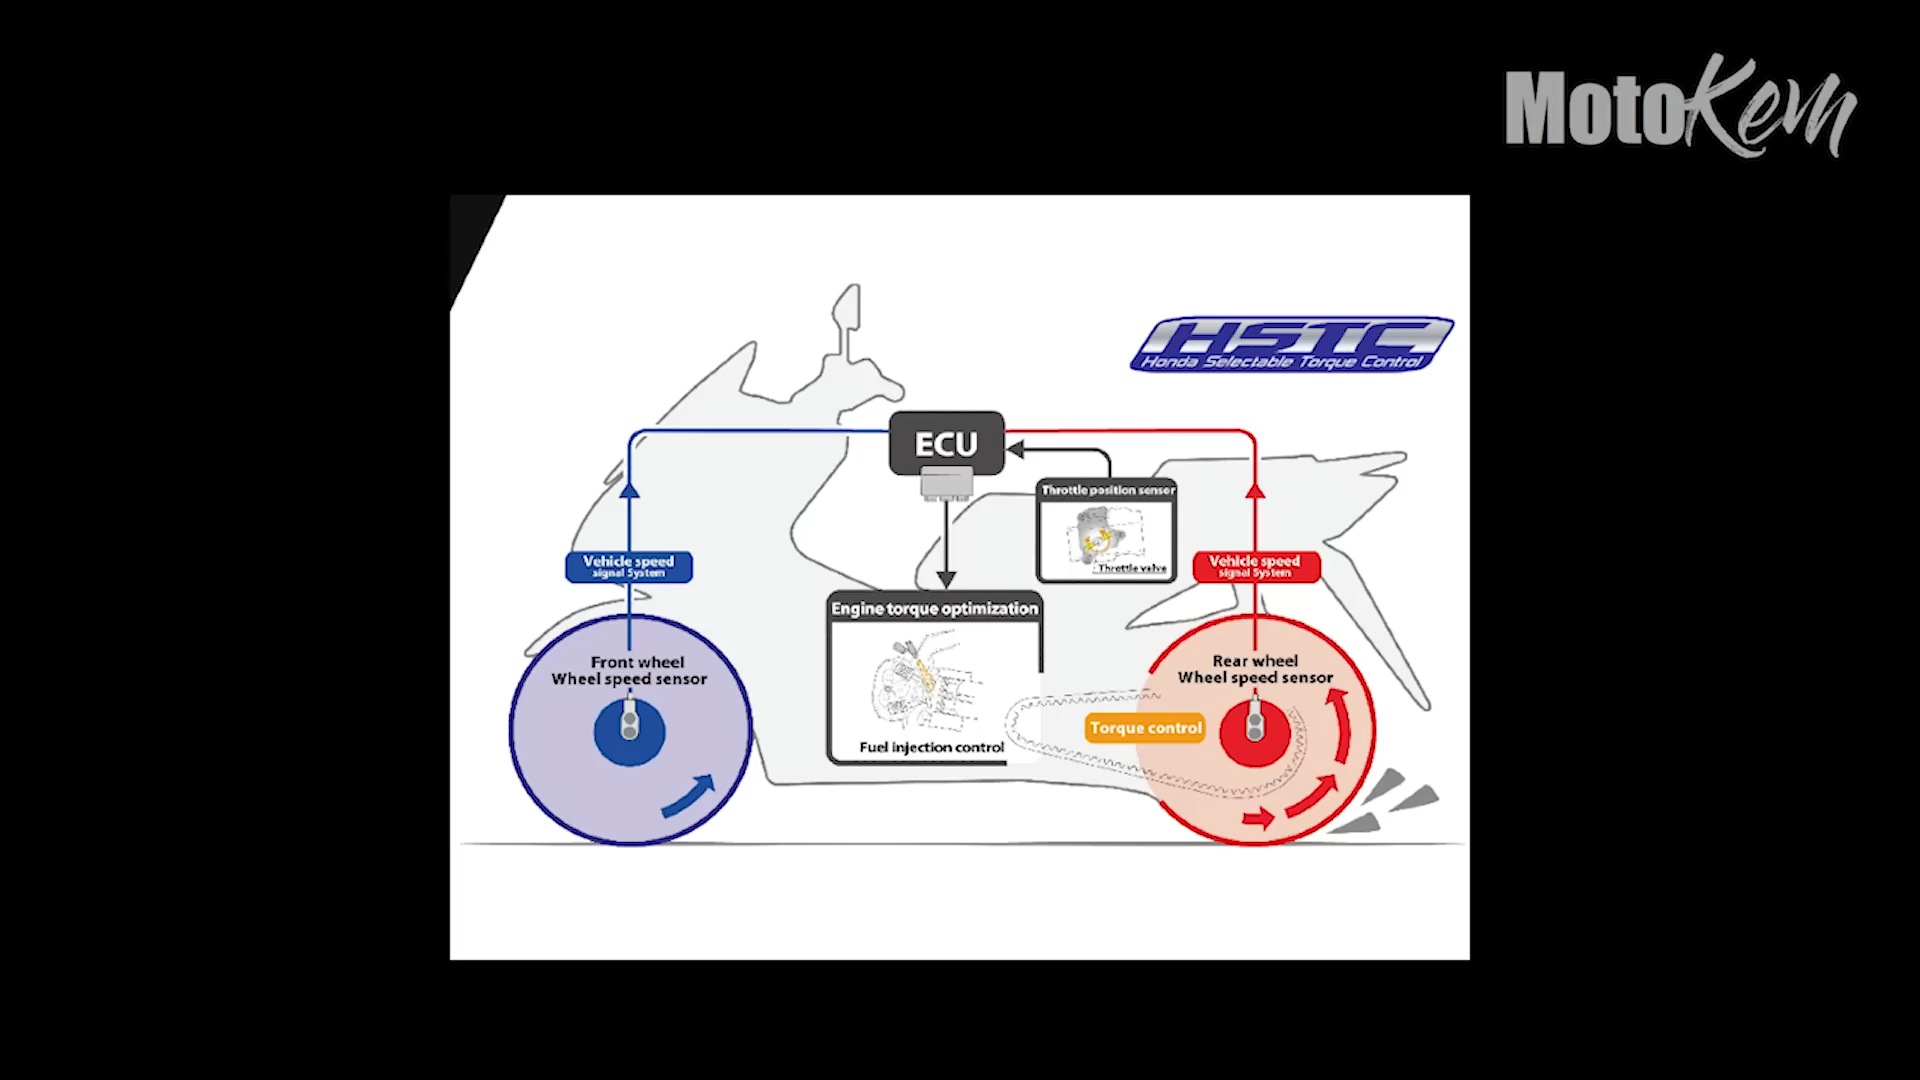 MotoKem
HSTC
Honda Selectable Torque Control
ECU
Throttle position sensor
Throttle valve
Vehicle speed
signal System
Vehicle speed
signal System
Engine torque optimization
Fuel injection control
Front wheel
Wheel speed sensor
Torque control
Rear wheel
Wheel speed sensor